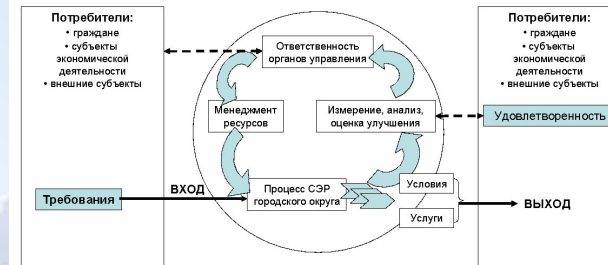 Потребители:
• граждане
• субъекты
экономической
деятельности
• внешние субъекты
Требования
Ответственность
органов управления
Менеджмент
ресурсов
Измерение, анализ,
оценка улучшения
ВХОД
Процесс СЭР
городского округа
Условия
Услуги
Потребители:
• граждане
• субъекты
экономической
деятельности
• внешние субъекты
Удовлетворенность
ВЫХОД